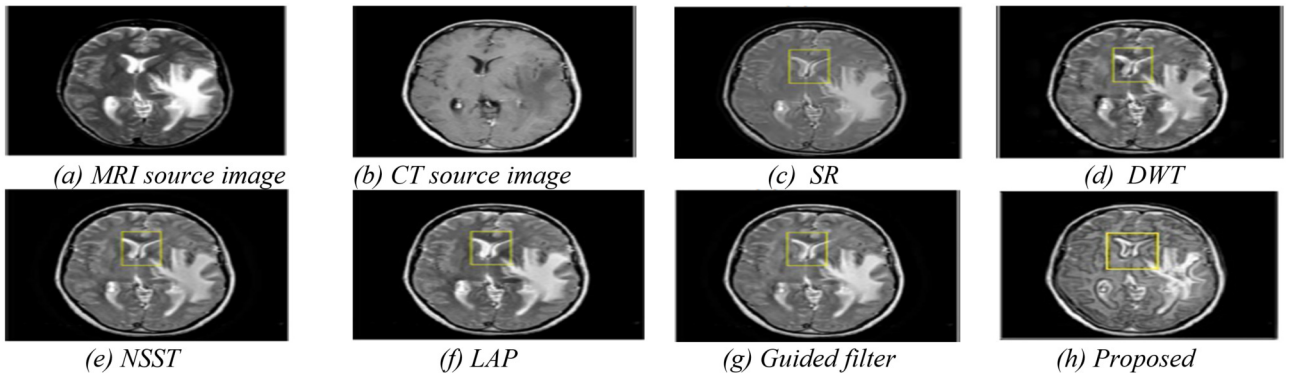 (a) MRI source image
(b) CT source image
(c) SR
(d) DWT
(e) NSST
(f) LAP
(g) Guided filter
(h) Proposed